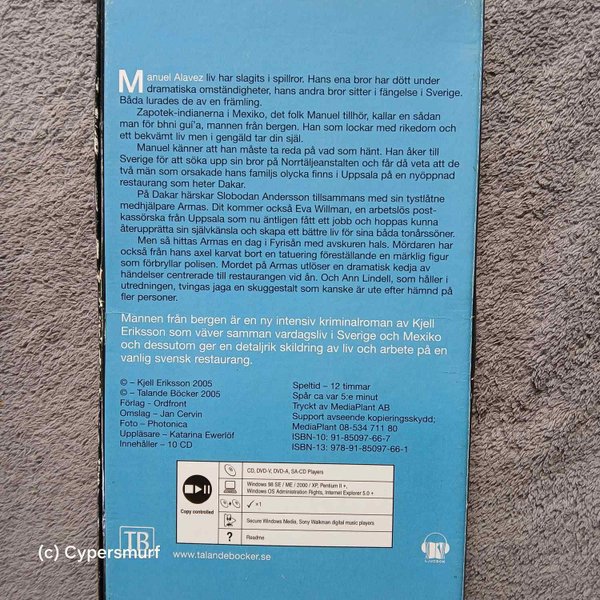 Manuel Alavez liv har slagits i spillror. Hans ena bror har dött under
dramatiska omständigheter, hans andra bror sitter i fängelse i Sverige.
Båda lurades de av en främling.
Zapotek-indianerna i Mexiko, det folk Manuel tillhör, kallar en sådan
man för bhni guí'a, mannen från bergen. Han som lockar med rikedom och
ett bekvämt liv men i gengäld tar din själ.
Manuel känner att han måste ta reda på vad som hänt. Han åker till
Sverige för att söka upp sin bror på Norrtäljeanstalten och får då veta att de
två män som orsakade hans familjs olycka finns i Uppsala på en nyöppnad
restaurang som heter Dakar.
På Dakar härskar Slobodan Andersson tillsammans med sin tystlåtne
medhjälpare Armas. Dit kommer också Eva Willman, en arbetslös post-
kassörska från Uppsala som nu äntligen fått ett jobb och hoppas kunna
återupprätta sin självkänsla och skapa ett bättre liv för sina båda tonårssöner.
Men så hittas Armas en dag i Fyrisån med avskuren hals. Mördaren har
också från hans axel karvat bort en tatuering föreställande en märklig figur
som förbryllar polisen. Mordet på Armas utlöser en dramatisk kedja av
händelser centrerade till restaurangen vid ån. Och Ann Lindell, som håller i
utredningen, tvingas jaga en skuggestalt som kanske är ute efter hämnd på
fler personer.
Mannen från bergen är en ny intensiv kriminalroman av Kjell
Eriksson som väver samman vardagsliv i Sverige och Mexiko
och dessutom ger en detaljrik skildring av liv och arbete på en
vanlig svensk restaurang.
© – Kjell Eriksson 2005
© – Talande Böcker 2005
Förlag - Ordfront
Omslag - Jan Cervin
Foto – Photonica
Uppläsare - Katarina Ewerlöf
Innehåller – 10 CD
Speltid – 12 timmar
Spår ca var 5:e minut
Tryckt av MediaPlant AB
Support avseende kopieringsskydd;
MediaPlant 08-534 711 80
ISBN-10: 91-85097-66-7
ISBN-13: 978-91-85097-66-1
Copy controlled
CD, DVD-V, DVD-A, SA-CD Players
Windows 98 SE / ME / 2000 / XP, Pentium II +,
Windows OS Administration Rights, Internet Explorer 5.0 +
×1
Secure Windows Media, Sony Walkman digital music players
? Readme
TB
www.talandebocker.se
LJUDBOK
(c) Cypersmurf